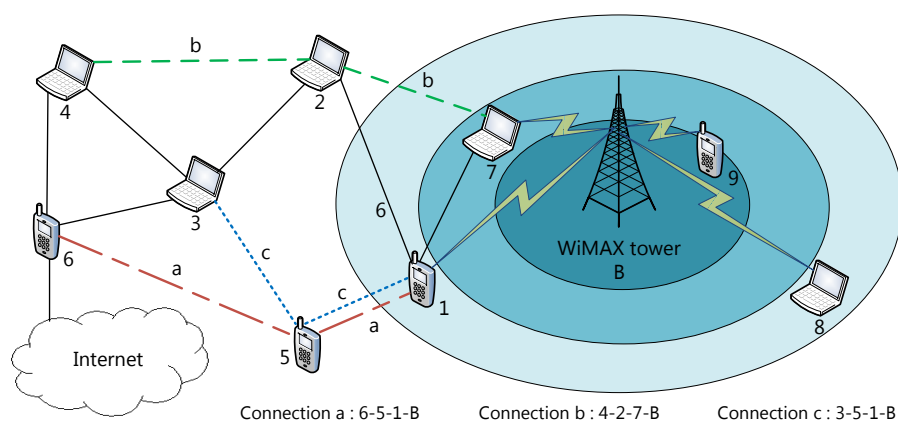 b
4
2
b
7
9
3
6
6
a
c
WiMAX tower
B
c
1
a
5
8
Internet
Connection a : 6-5-1-B
Connection b : 4-2-7-B
Connection c : 3-5-1-B